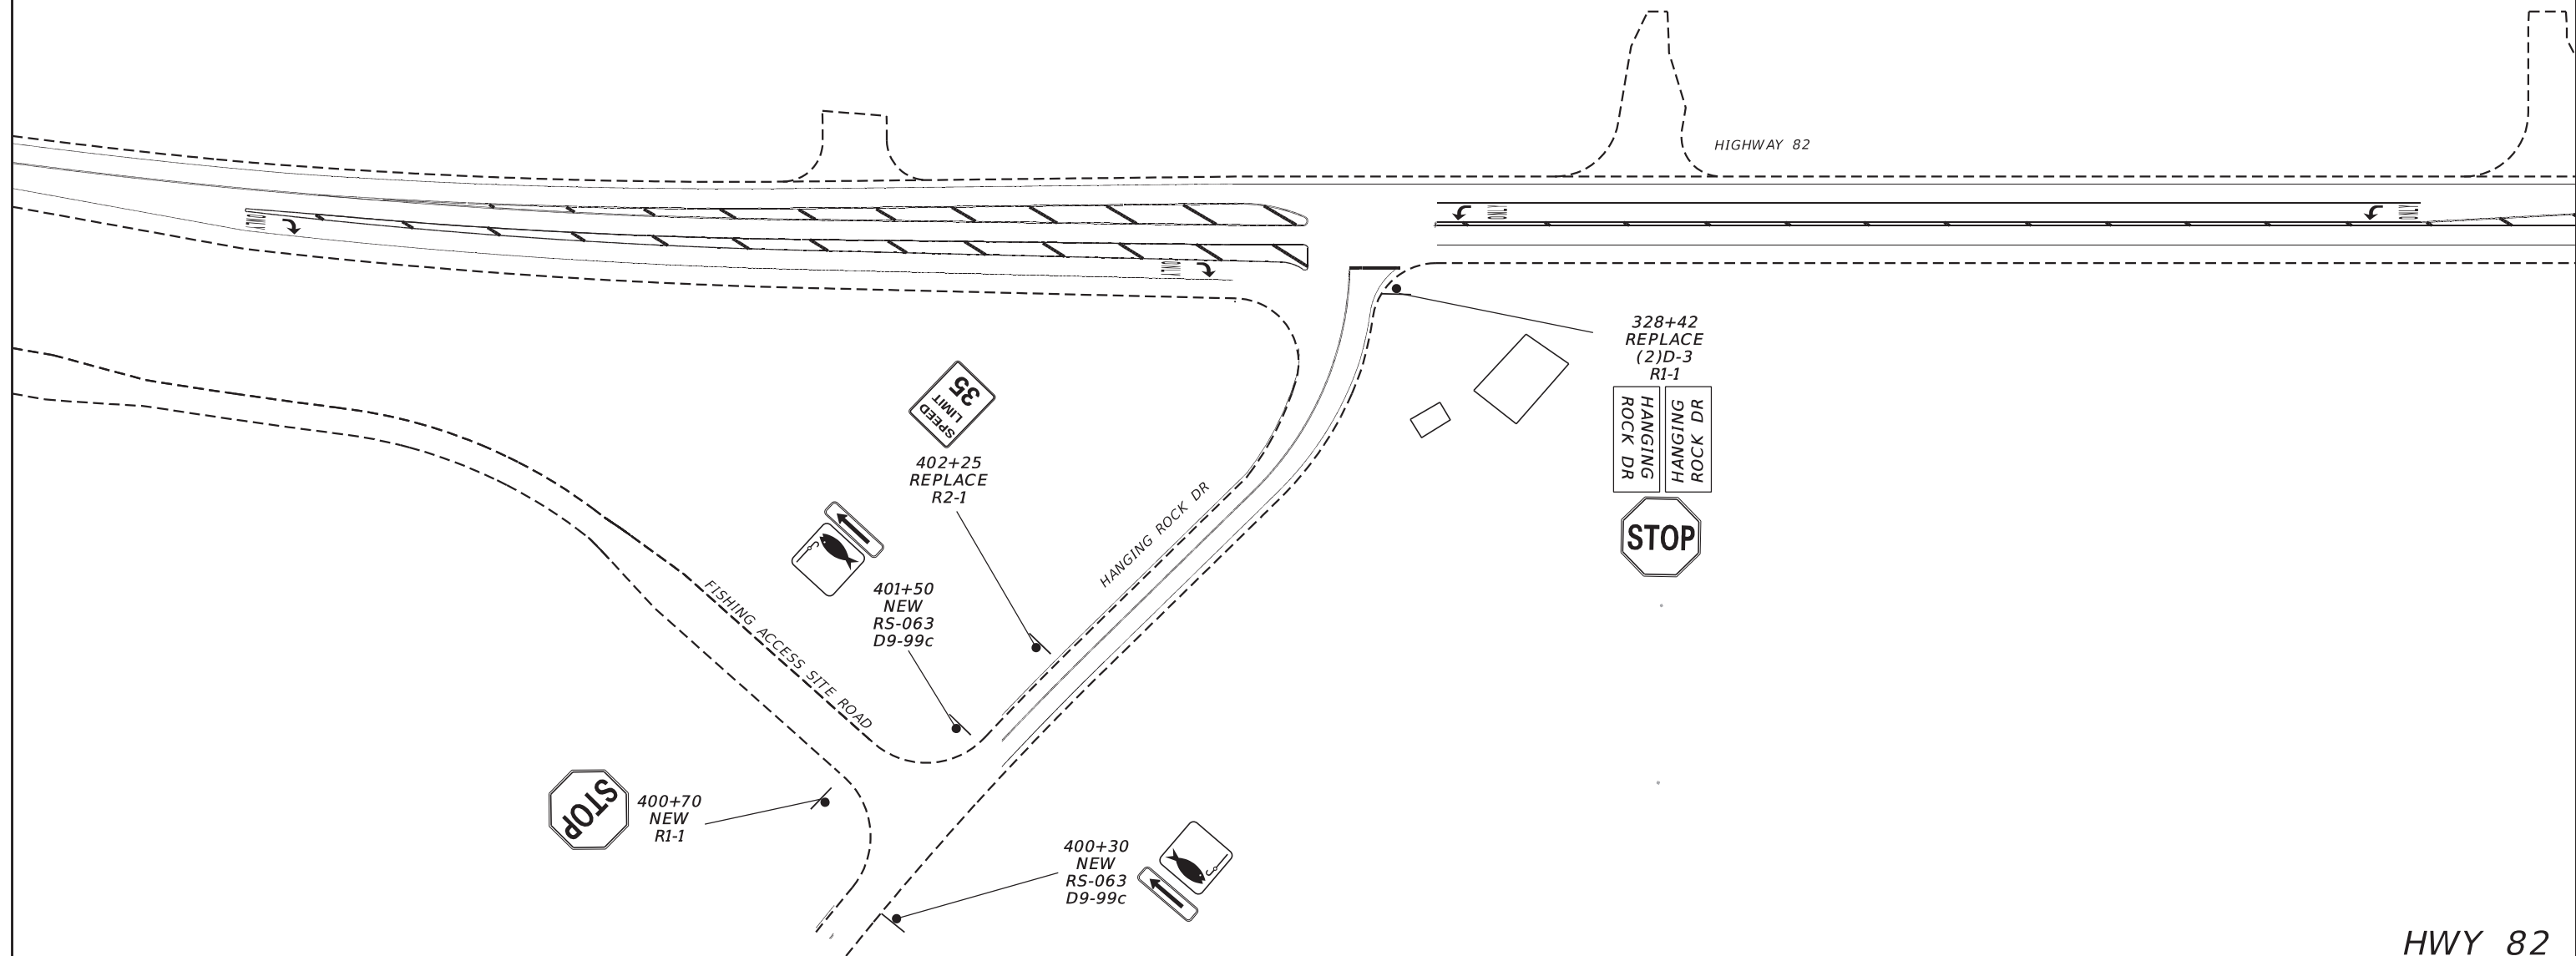 HIGHWAY 82
328+42
REPLACE
(2)D-3
R1-1
HANGING
ROCK DR
HANGING
ROCK DR
STOP
SPEED
LIMIT
35
402+25
REPLACE
R2-1
401+50
NEW
RS-063
D9-99c
HANGING ROCK DR
FISHING ACCESS SITE ROAD
STOP
400+70
NEW
R1-1
400+30
NEW
RS-063
D9-99c
HWY 82